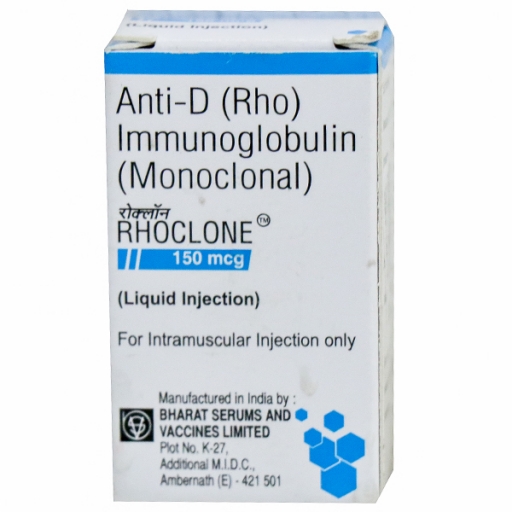 (Liquid Injection)
Anti-D (Rho)
Immunoglobulin
(Monoclonal)
रोक्लॉन
RHOCLONE™
150 mcg
(Liquid Injection)
For Intramuscular Injection only
Manufactured in India by :
BHARAT SERUMS AND
VACCINES LIMITED
Plot No. K-27,
Additional M.I.D.C.,
Ambernath (E) - 421 501